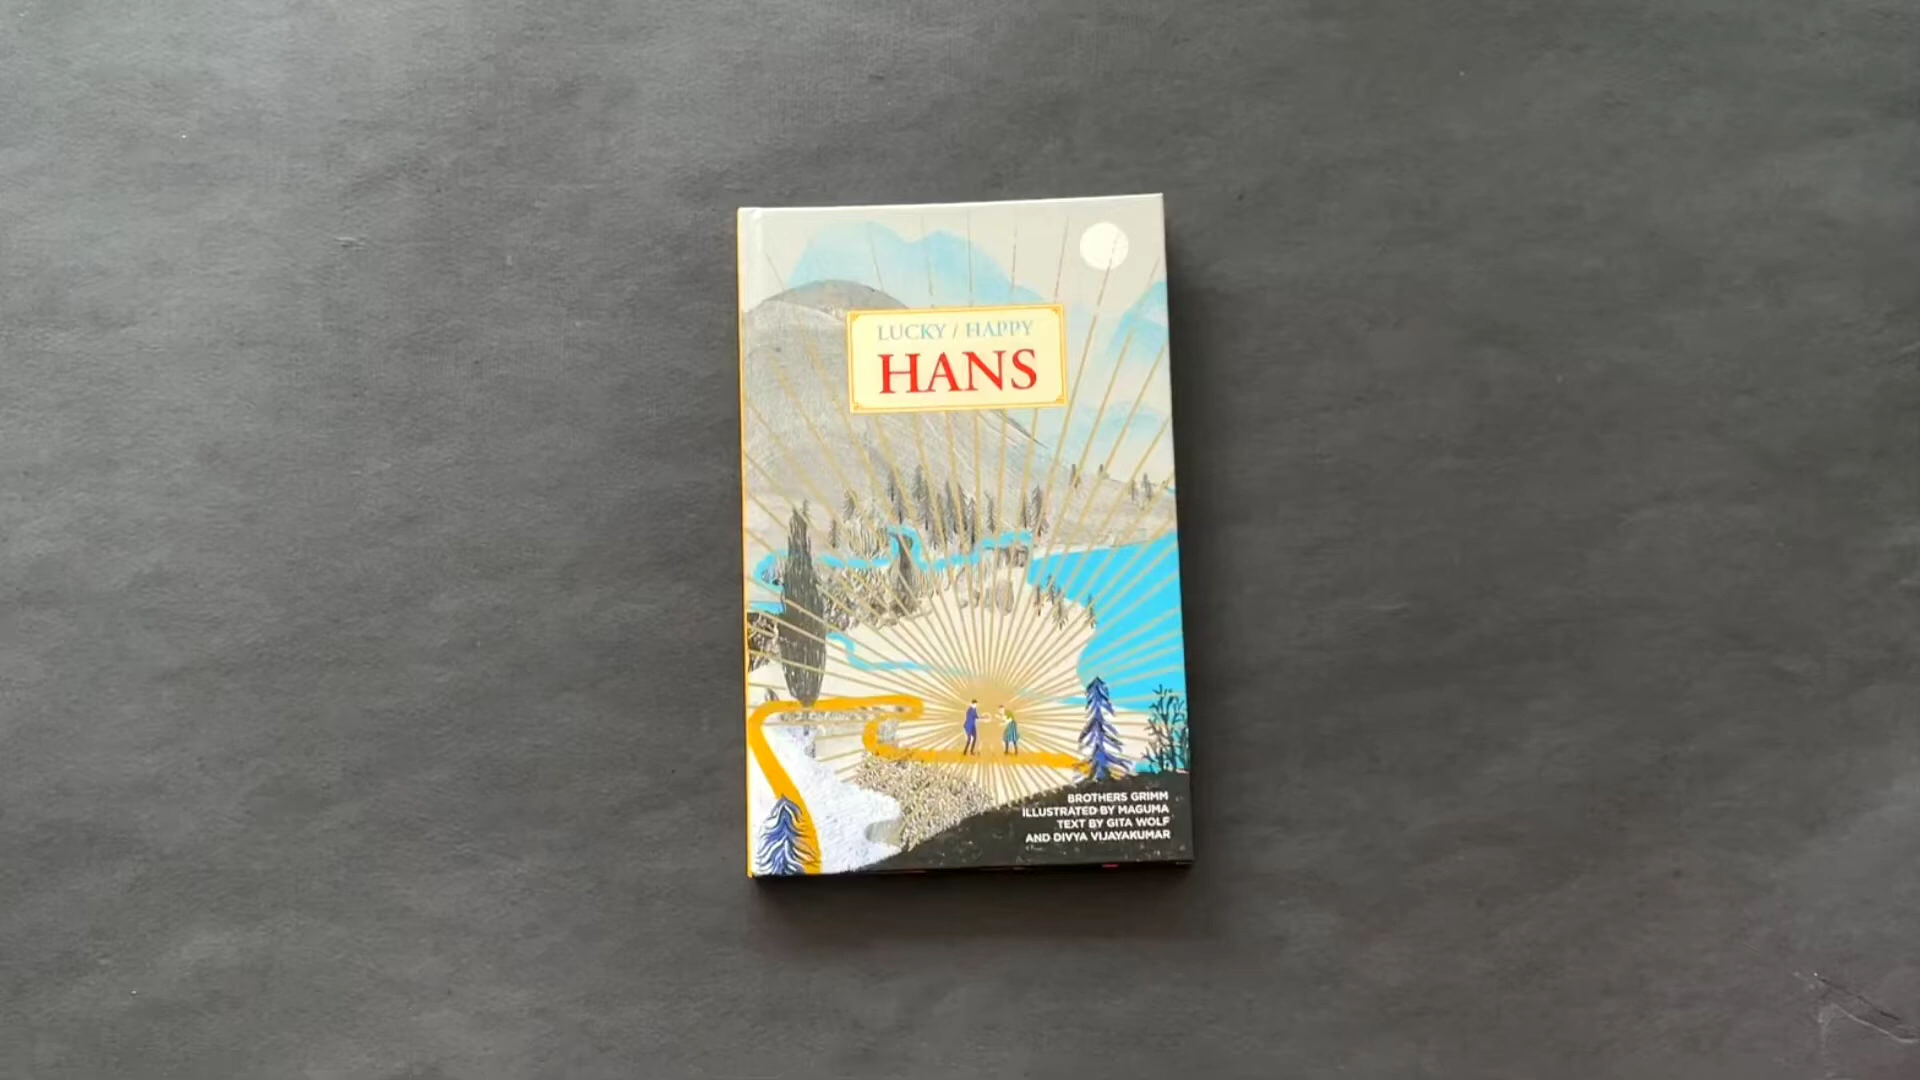 LUCKY / HAPPY
HANS
BROTHERS GRIMM
ILLUSTRATED BY MAGUMA
TEXT BY GITA WOLF
AND DIVYA VIJAYAKUMAR